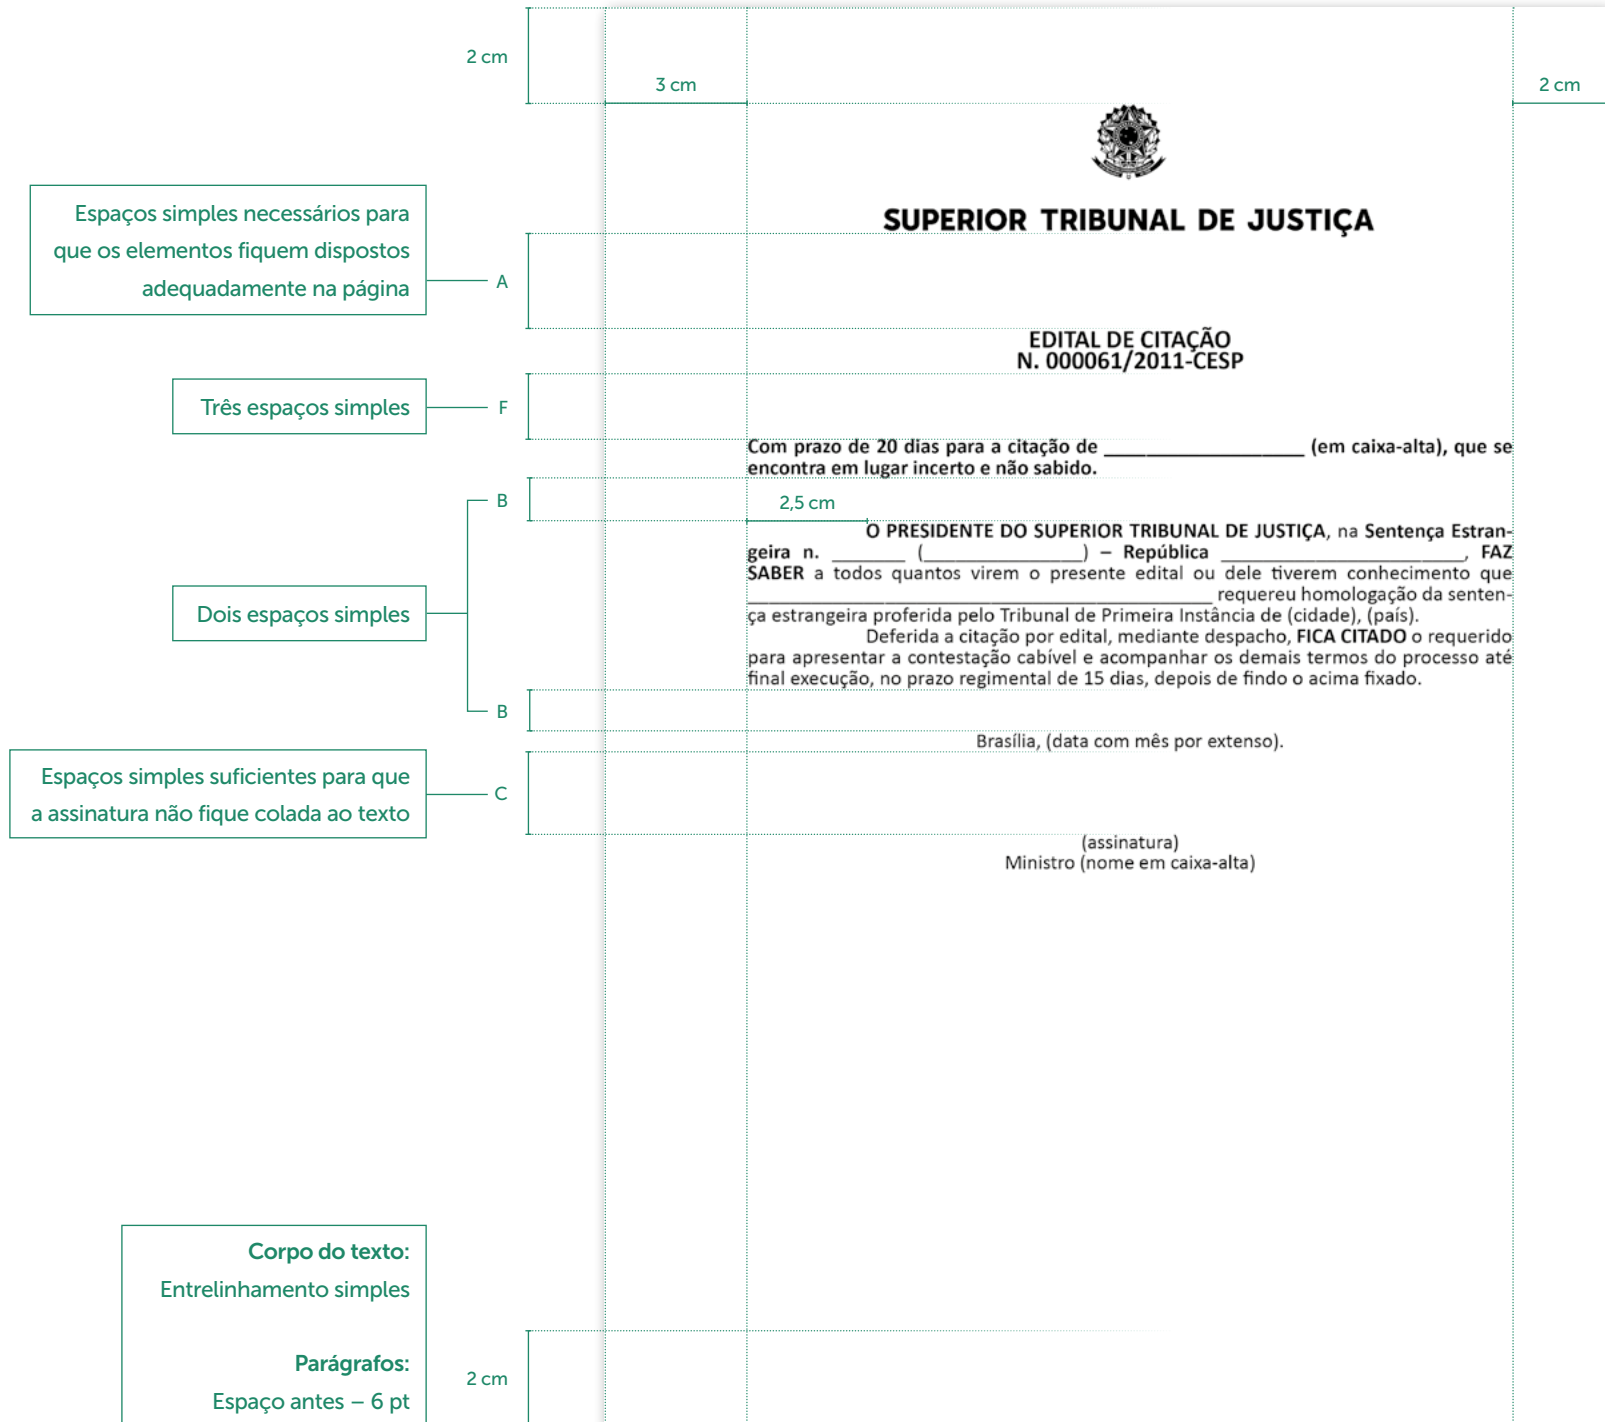 2 cm
3 cm
2 cm
SUPERIOR TRIBUNAL DE JUSTIÇA
Espaços simples necessários para
que os elementos fiquem dispostos
adequadamente na página
A
EDITAL DE CITAÇÃO
N. 000061/2011-CESP
Três espaços simples
F
Com prazo de 20 dias para a citação de ___________________ (em caixa-alta), que se
encontra em lugar incerto e não sabido.
B
2,5 cm
O PRESIDENTE DO SUPERIOR TRIBUNAL DE JUSTIÇA, na Sentença Estran-
geira n. _______ (_______________) – República _______________________, FAZ
SABER a todos quantos virem o presente edital ou dele tiverem conhecimento que
____________________________________________ requereu homologação da senten-
ça estrangeira proferida pelo Tribunal de Primeira Instância de (cidade), (país).
Dois espaços simples
Deferida a citação por edital, mediante despacho, FICA CITADO o requerido
para apresentar a contestação cabível e acompanhar os demais termos do processo até
final execução, no prazo regimental de 15 dias, depois de findo o acima fixado.
B
Brasília, (data com mês por extenso).
Espaços simples suficientes para que
a assinatura não fique colada ao texto
C
(assinatura)
Ministro (nome em caixa-alta)
Corpo do texto:
Entrelinhamento simples
Parágrafos:
Espaço antes – 6 pt
2 cm